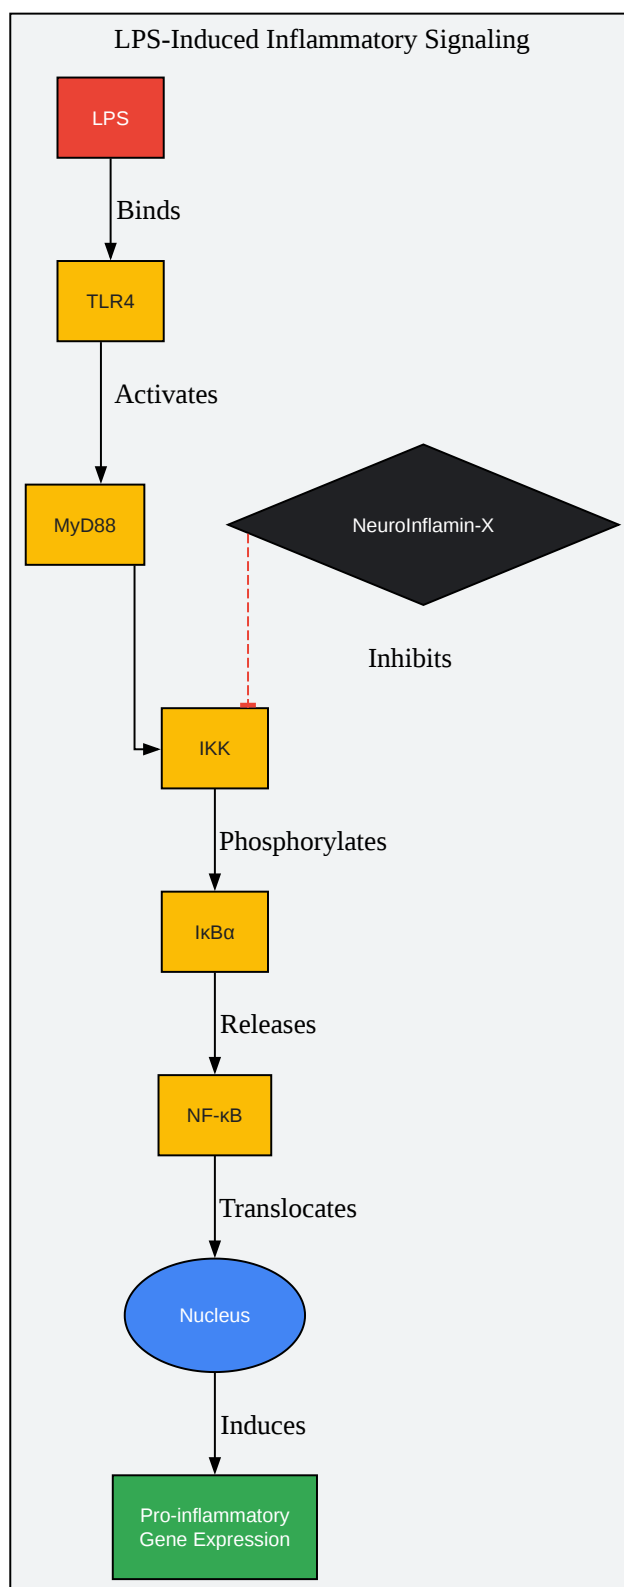 LPS-Induced Inflammatory Signaling
LPS
Binds
TLR4
Activates
MyD88
NeuroInflamin-X
Inhibits
IKK
Phosphorylates
IκBα
Releases
NF-κB
Translocates
Nucleus
Induces
Pro-inflammatory
Gene Expression